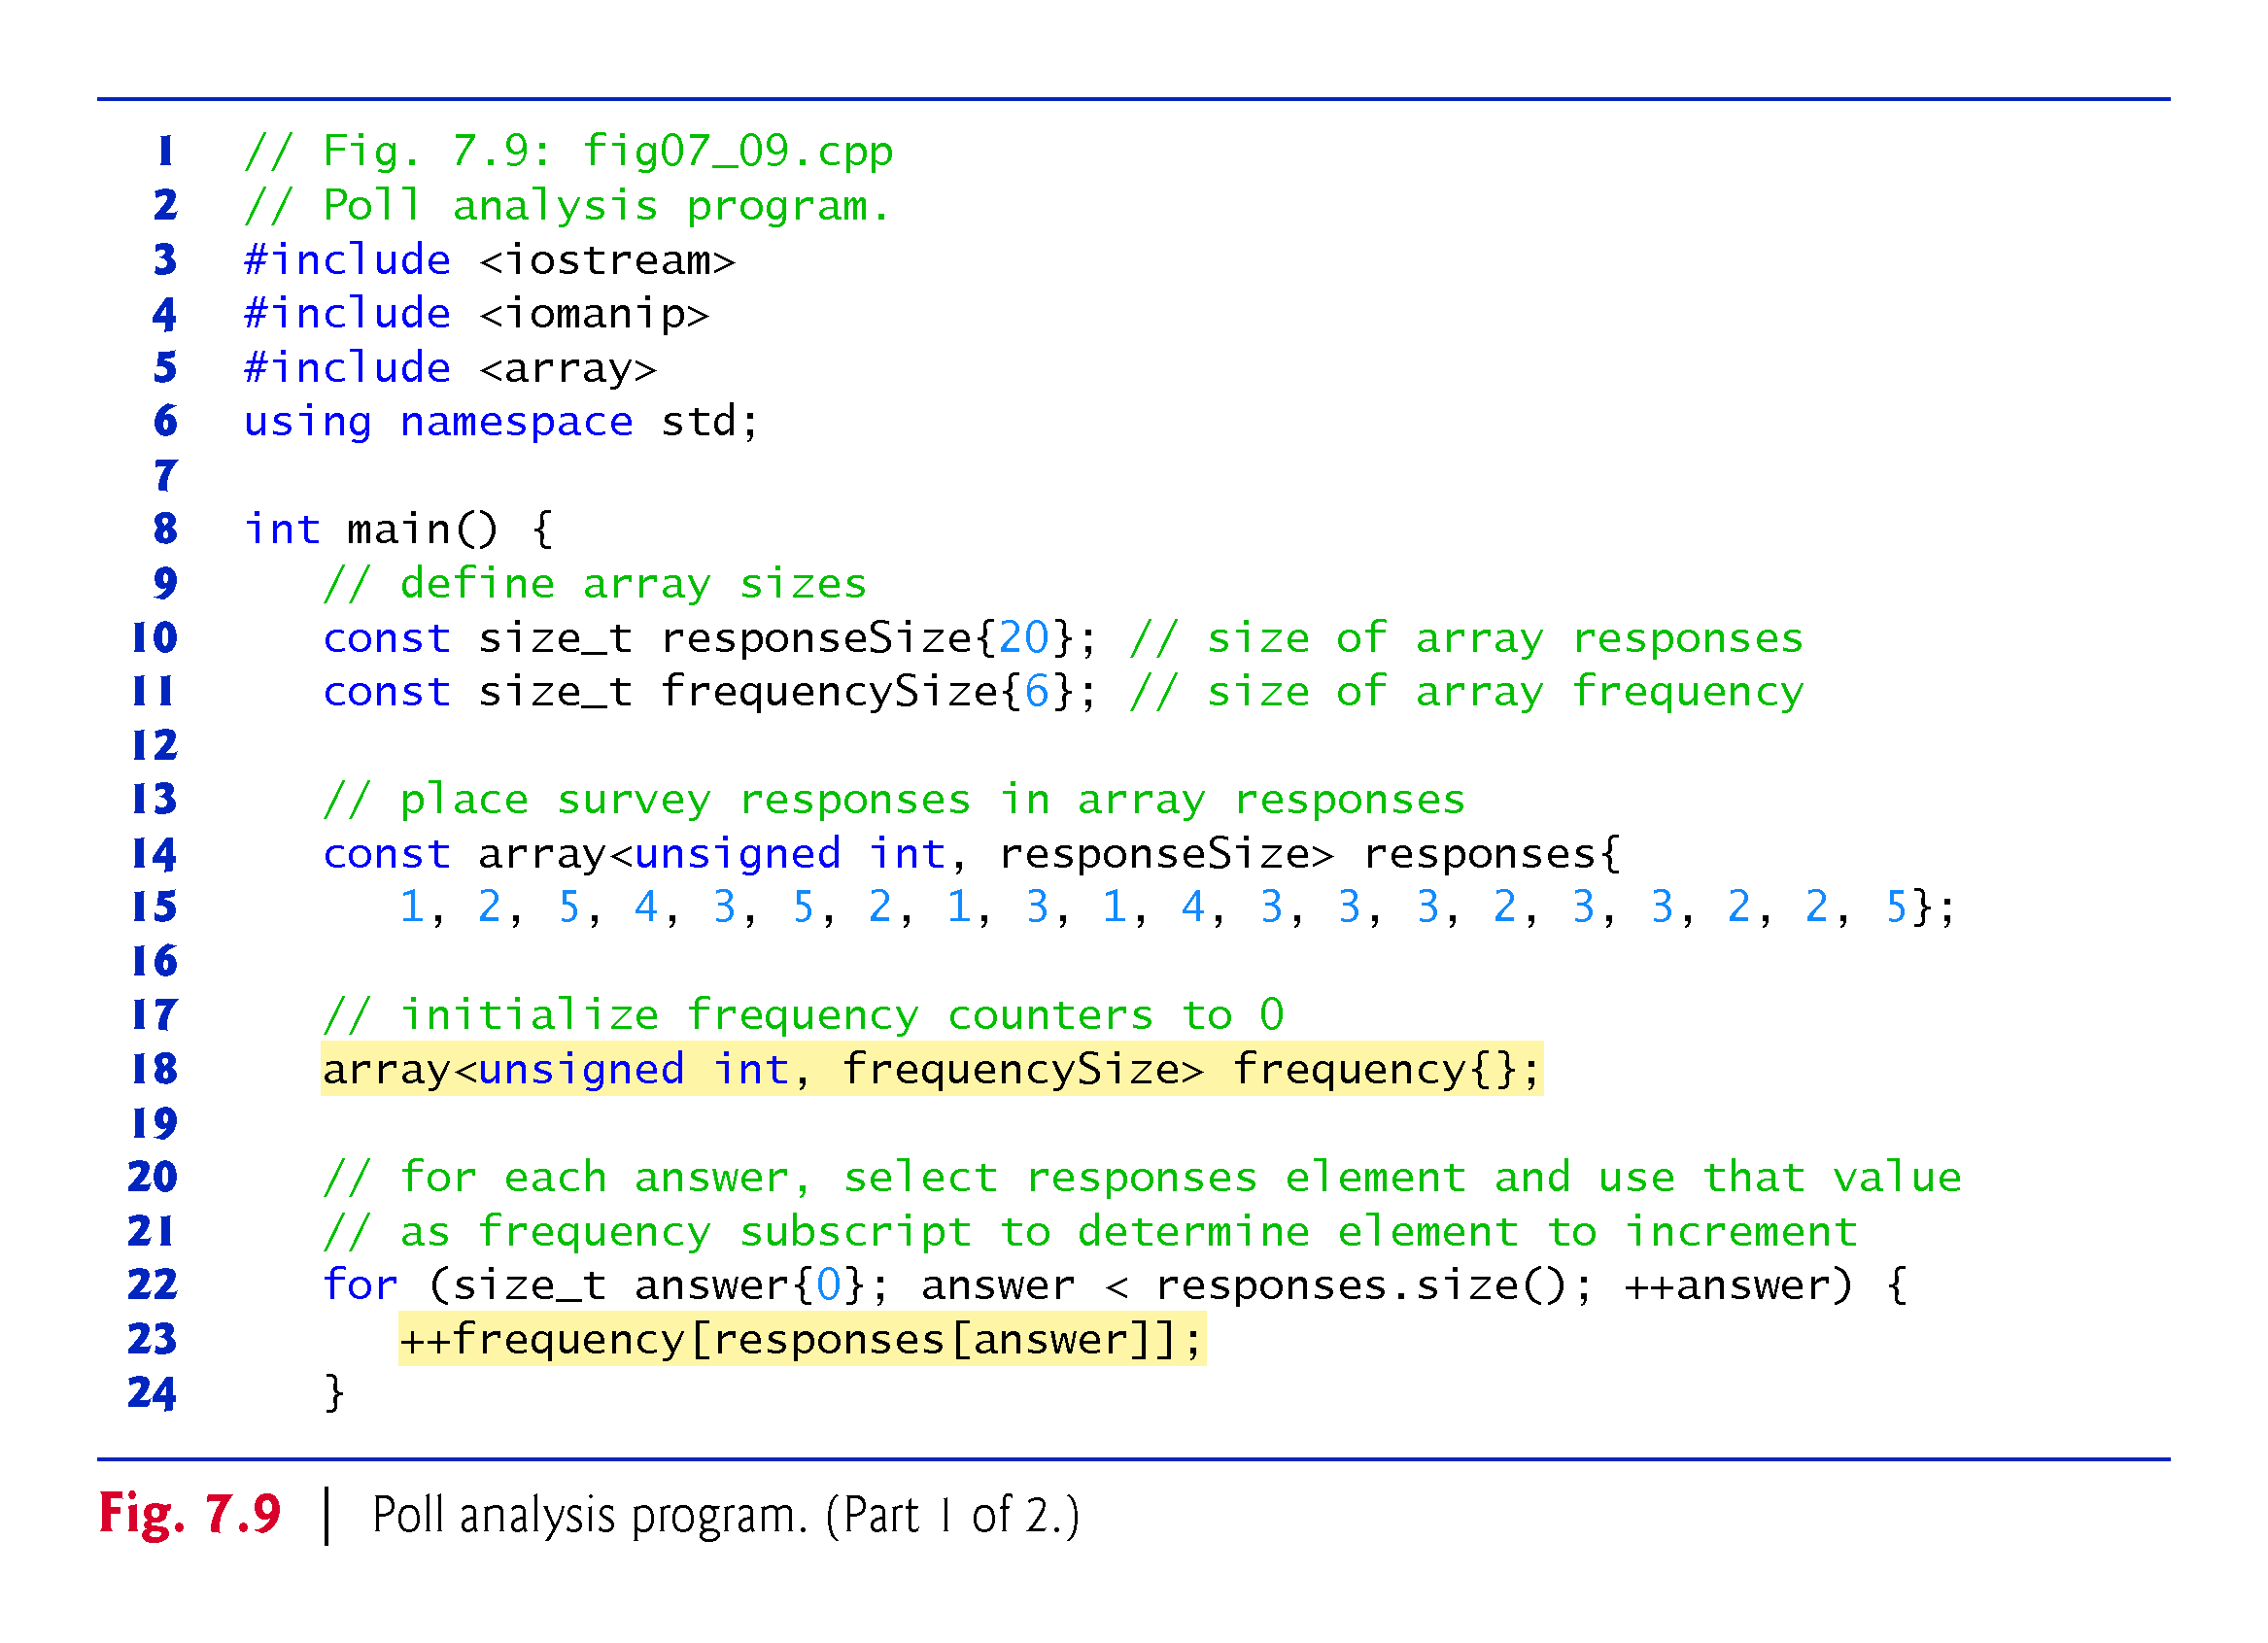 1 // Fig. 7.9: fig07_09.cpp
2 // Poll analysis program.
3 #include <iostream>
4 #include <iomanip>
5 #include <array>
6 using namespace std;
7
8 int main() {
9    // define array sizes
10    const size_t responseSize{20}; // size of array responses
11    const size_t frequencySize{6}; // size of array frequency
12
13    // place survey responses in array responses
14    const array<unsigned int, responseSize> responses{
15       1, 2, 5, 4, 3, 5, 2, 1, 3, 1, 4, 3, 3, 3, 2, 3, 3, 2, 2, 5};
16
17    // initialize frequency counters to 0
18    array<unsigned int, frequencySize> frequency{};
19
20    // for each answer, select responses element and use that value
21    // as frequency subscript to determine element to increment
22    for (size_t answer{0}; answer < responses.size(); ++answer) {
23       ++frequency[responses[answer]];
24    }
Fig. 7.9 | Poll analysis program. (Part 1 of 2.)